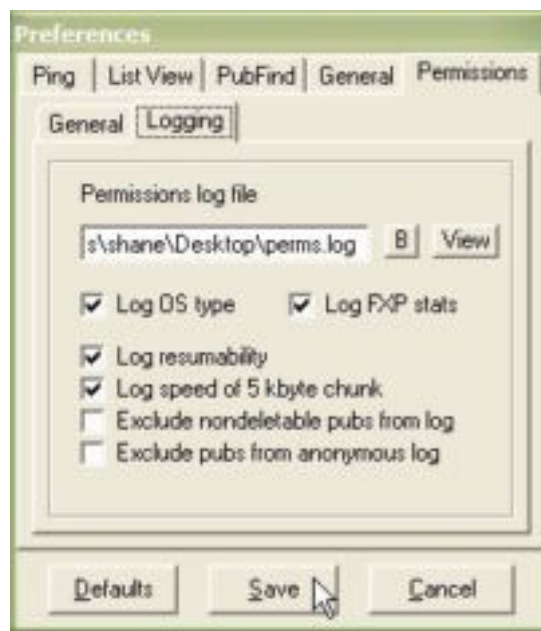 Preferences
Ping List View PubFind General Permissions
General Logging
Permissions log file
s\shane\Desktop\perms.log B View
Log OS type Log FXP stats
Log resumability
Log speed of 5 kbyte chunk
Exclude nondeletable pubs from log
Exclude pubs from anonymous log
Defaults Save Cancel